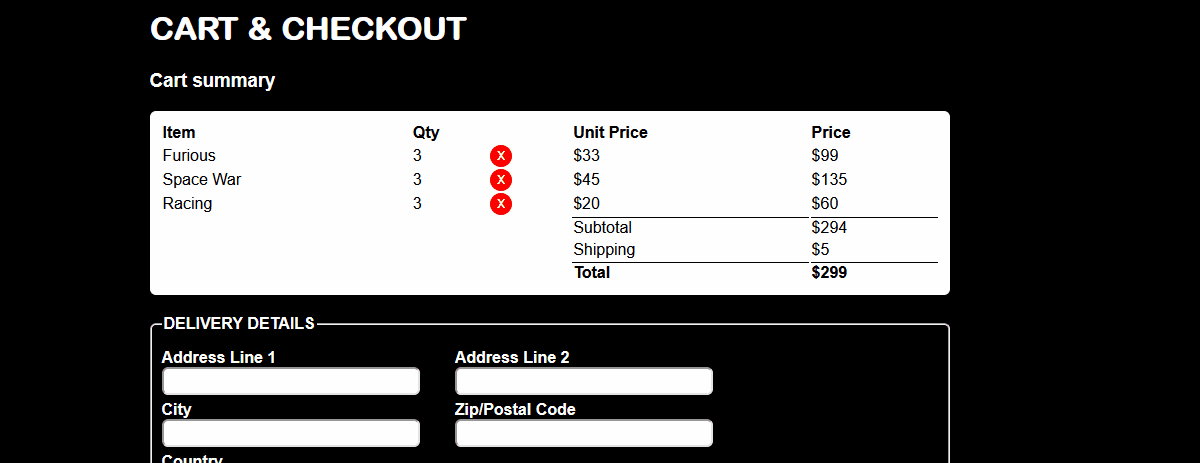 CART & CHECKOUT
Cart summary
Item Qty Unit Price Price
Furious 3 X $33 $99
Space War 3 X $45 $135
Racing 3 X $20 $60
Subtotal $294
Shipping $5
Total $299
DELIVERY DETAILS
Address Line 1 Address Line 2
City Zip/Postal Code
Country